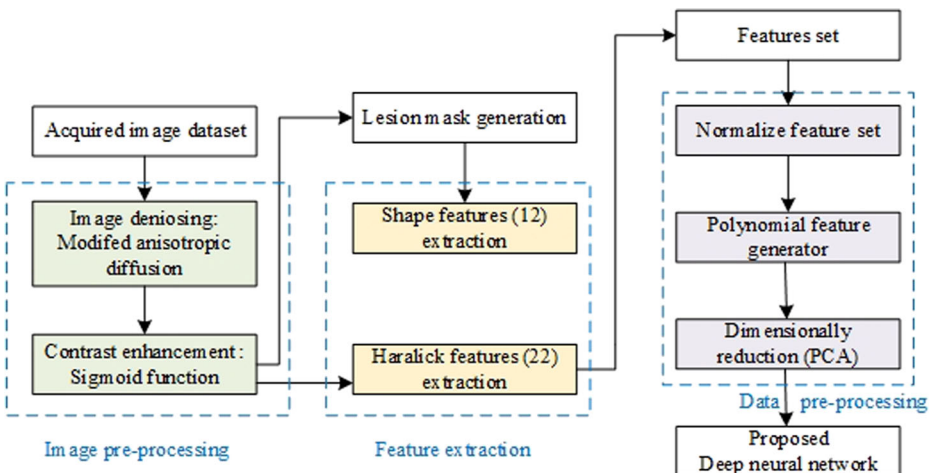 Acquired image dataset
Image deniosing:
Modifed anisotropic
diffusion
Contrast enhancement:
Sigmoid function
Image pre-processing
Lesion mask generation
Shape features (12)
extraction
Haralick features (22)
extraction
Feature extraction
Features set
Normalize feature set
Polynomial feature
generator
Dimensionally
reduction (PCA)
Data pre-processing
Proposed
Deep neural network